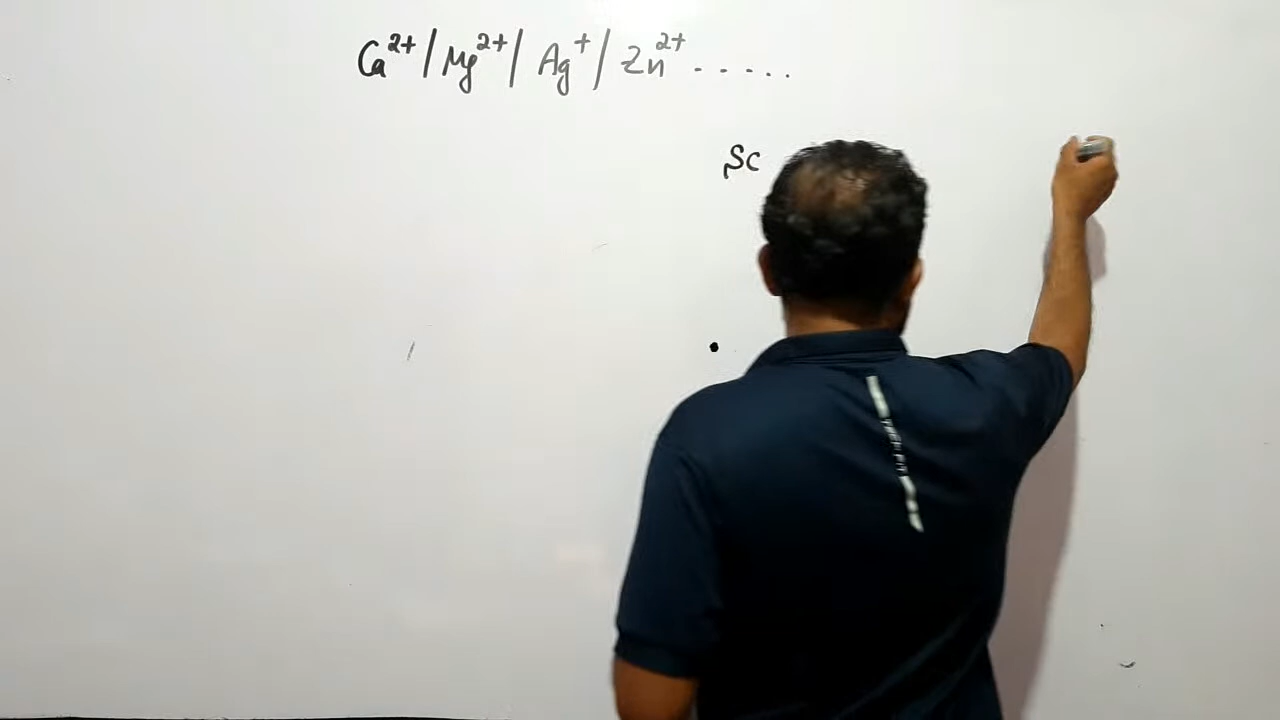 Ca²⁺ / Mg²⁺ / Ag⁺ / Zn²⁺ .....
Sc